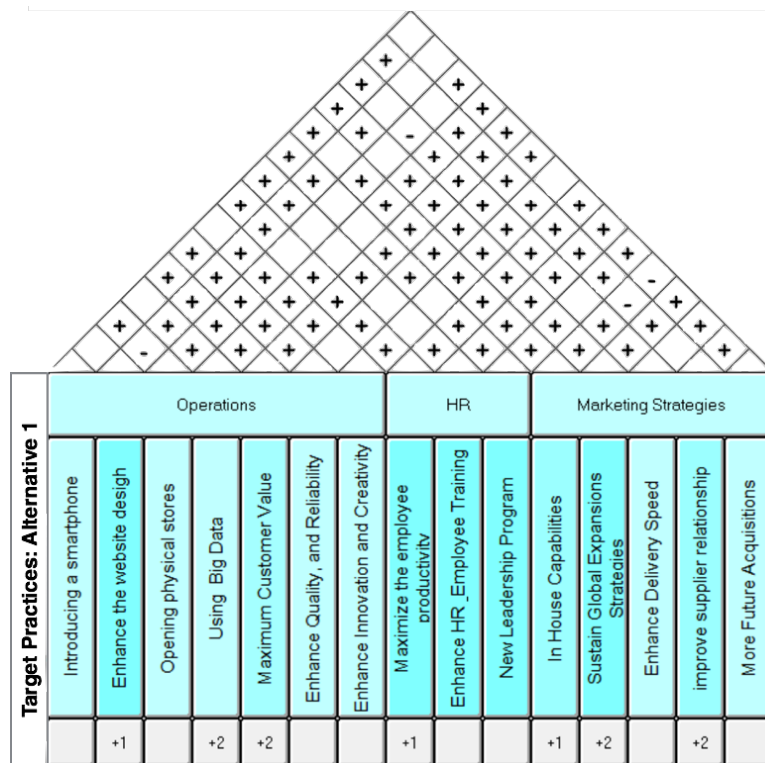 +
+ +
+ +
+ + - + +
+ + + +
+ + + + + +
+ + + + + +
+ + + + +
+ + + + + + + +
+ + + + + + + + + + -
+ + + + + + + - +
+ + + + + + + + + + + +
- + + + + + + + + + +
Target Practices: Alternative 1
Operations
HR
Marketing Strategies
Introducing a smartphone
Enhance the website desigh
Opening physical stores
Using Big Data
Maximum Customer Value
Enhance Quality, and Reliability
Enhance Innovation and Creativity
Maximize the employee
productivity
Enhance HR_Employee Training
New Leadership Program
In House Capabilities
Sustain Global Expansions
Strategies
Enhance Delivery Speed
improve supplier relationship
More Future Acquisitions
+1 +2 +2 +1 +1 +2 +2